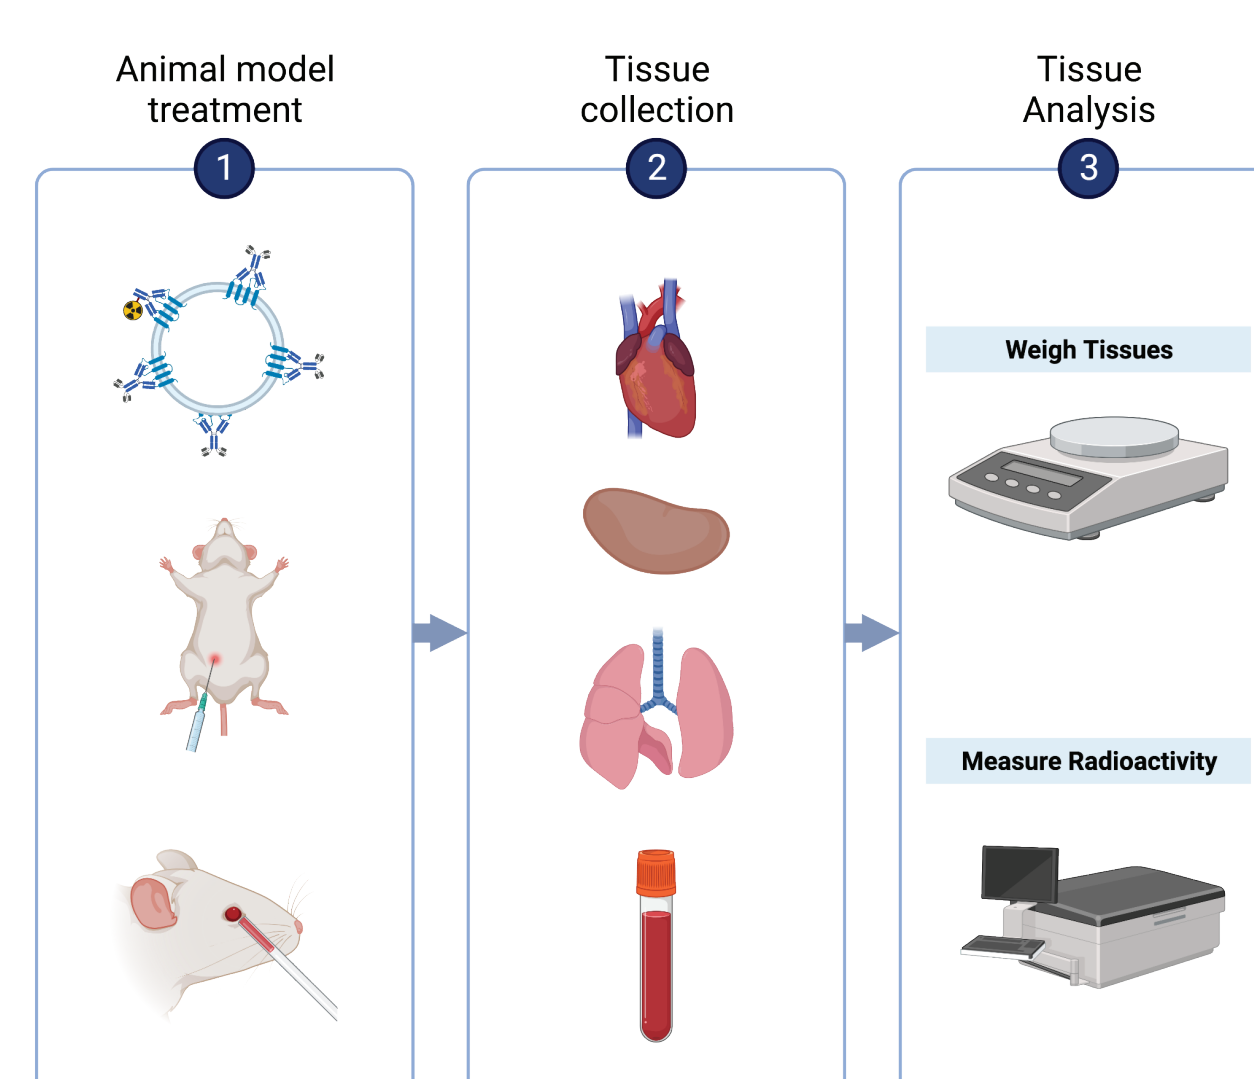 Animal model
treatment
1
Tissue
collection
2
Tissue
Analysis
3
Weigh Tissues
Measure Radioactivity